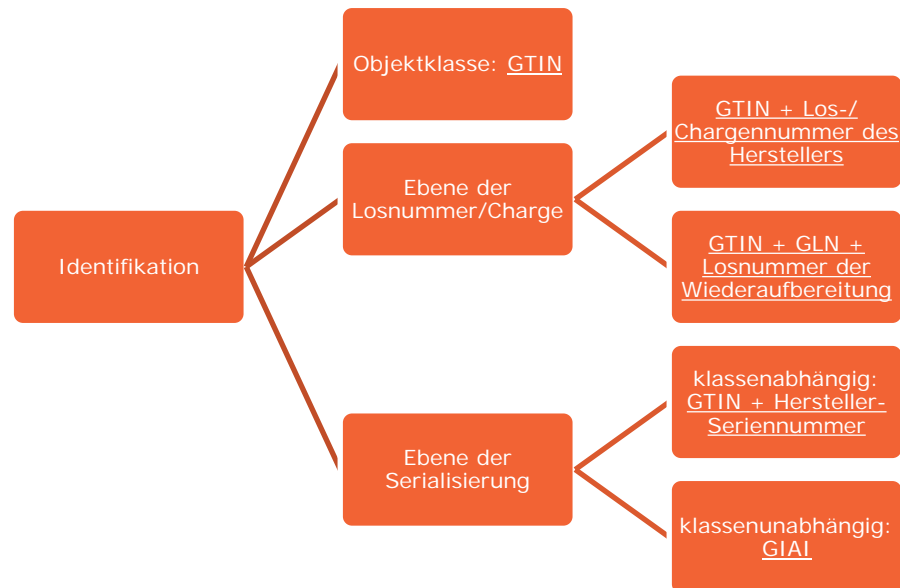 Objektklasse: GTIN
GTIN + Los-/
Chargennummer des
Herstellers
Ebene der
Losnummer/Charge
Identifikation
GTIN + GLN +
Losnummer der
Wiederaufbereitung
klassenabhängig:
GTIN + Hersteller-
Seriennummer
Ebene der
Serialisierung
klassenunabhängig:
GIAI